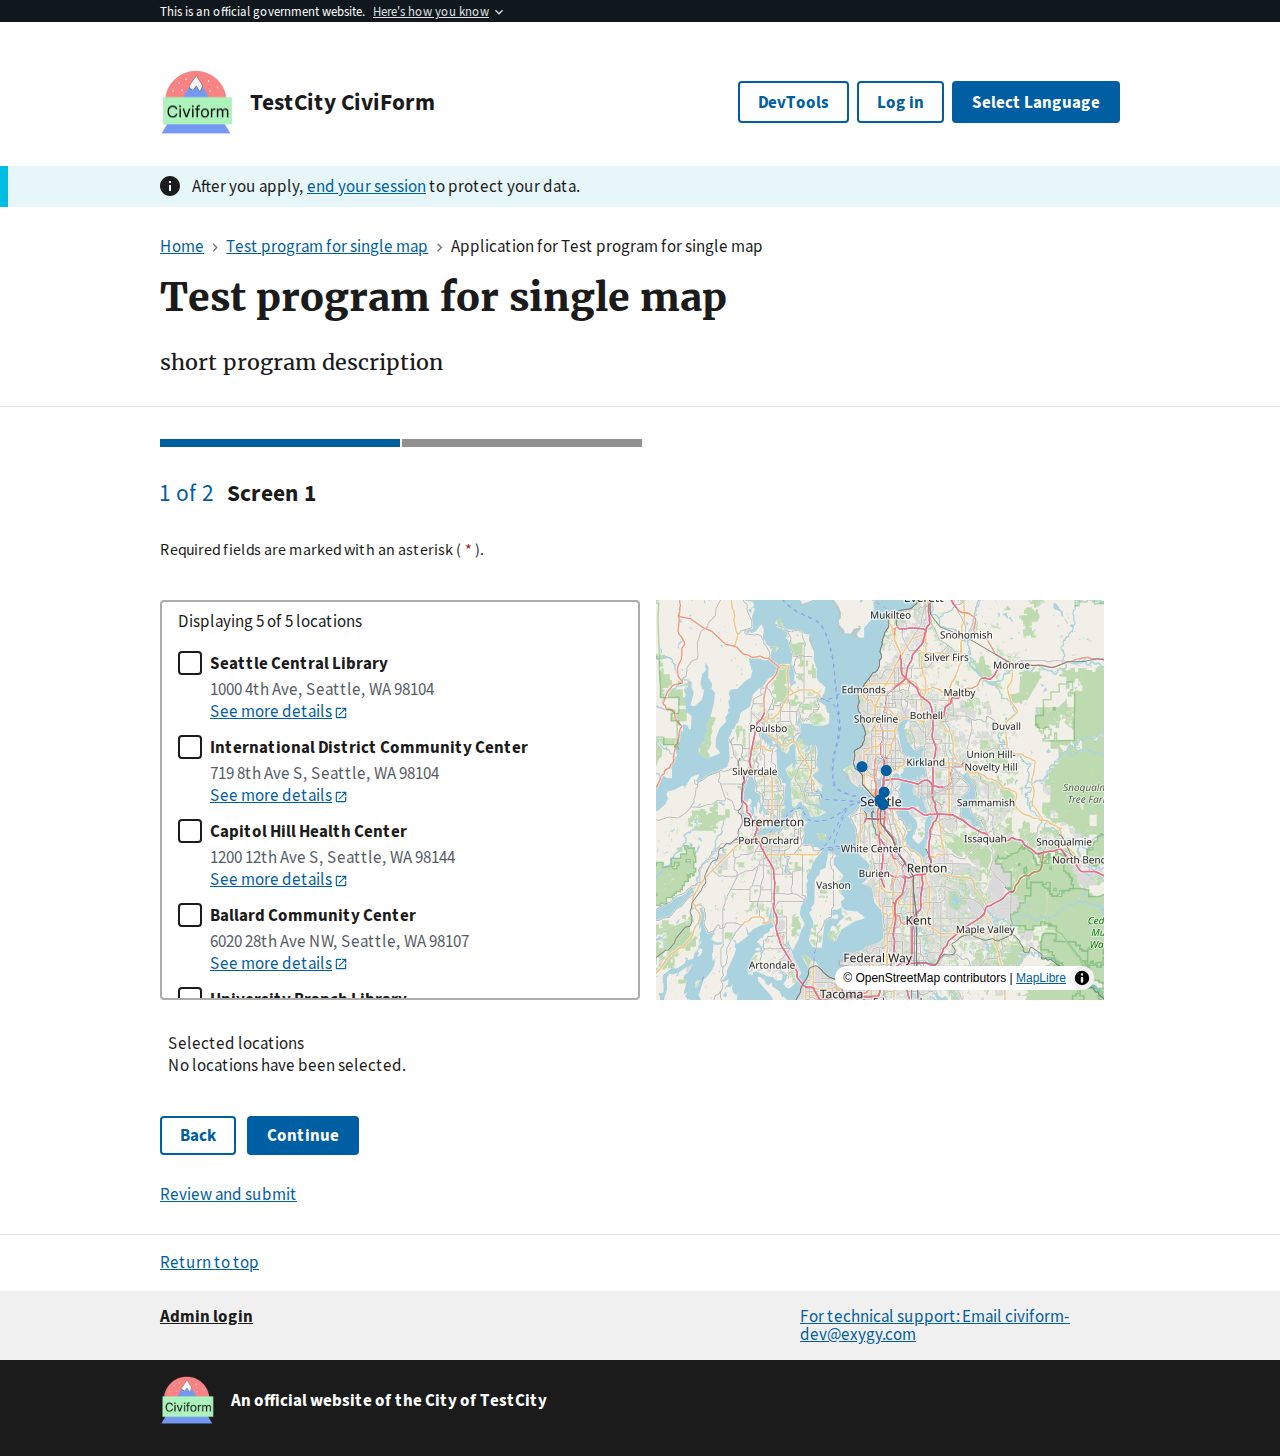 This is an official government website. Here's how you know
Civiform
TestCity CiviForm
DevTools
Log in
Select Language
After you apply, end your session to protect your data.
Home > Test program for single map > Application for Test program for single map
Test program for single map
short program description
1 of 2 Screen 1
Required fields are marked with an asterisk ( * ).
Displaying 5 of 5 locations
Seattle Central Library
1000 4th Ave, Seattle, WA 98104
See more details
International District Community Center
719 8th Ave S, Seattle, WA 98104
See more details
Capitol Hill Health Center
1200 12th Ave S, Seattle, WA 98144
See more details
Ballard Community Center
6020 28th Ave NW, Seattle, WA 98107
See more details
University Branch Library
Everett
Mukilteo
Snohomish
Silver Firs
Monroe
Edmonds
Maltby
Shoreline
Bothell
Duvall
Poulsbo
Union Hill-
Novelty Hill
Kirkland
Silverdale
Seattle
Sammamish
Bremerton
Port Orchard
Issaquah
Snoqualmie
White Center
North Bend
Burien
Renton
Vashon
Kent
Maple Valley
Federal Way
Artondale
Tacoma
© OpenStreetMap contributors | MapLibre
Selected locations
No locations have been selected.
Back
Continue
Review and submit
Return to top
Admin login
For technical support: Email civiform-
dev@exygy.com
Civiform
An official website of the City of TestCity